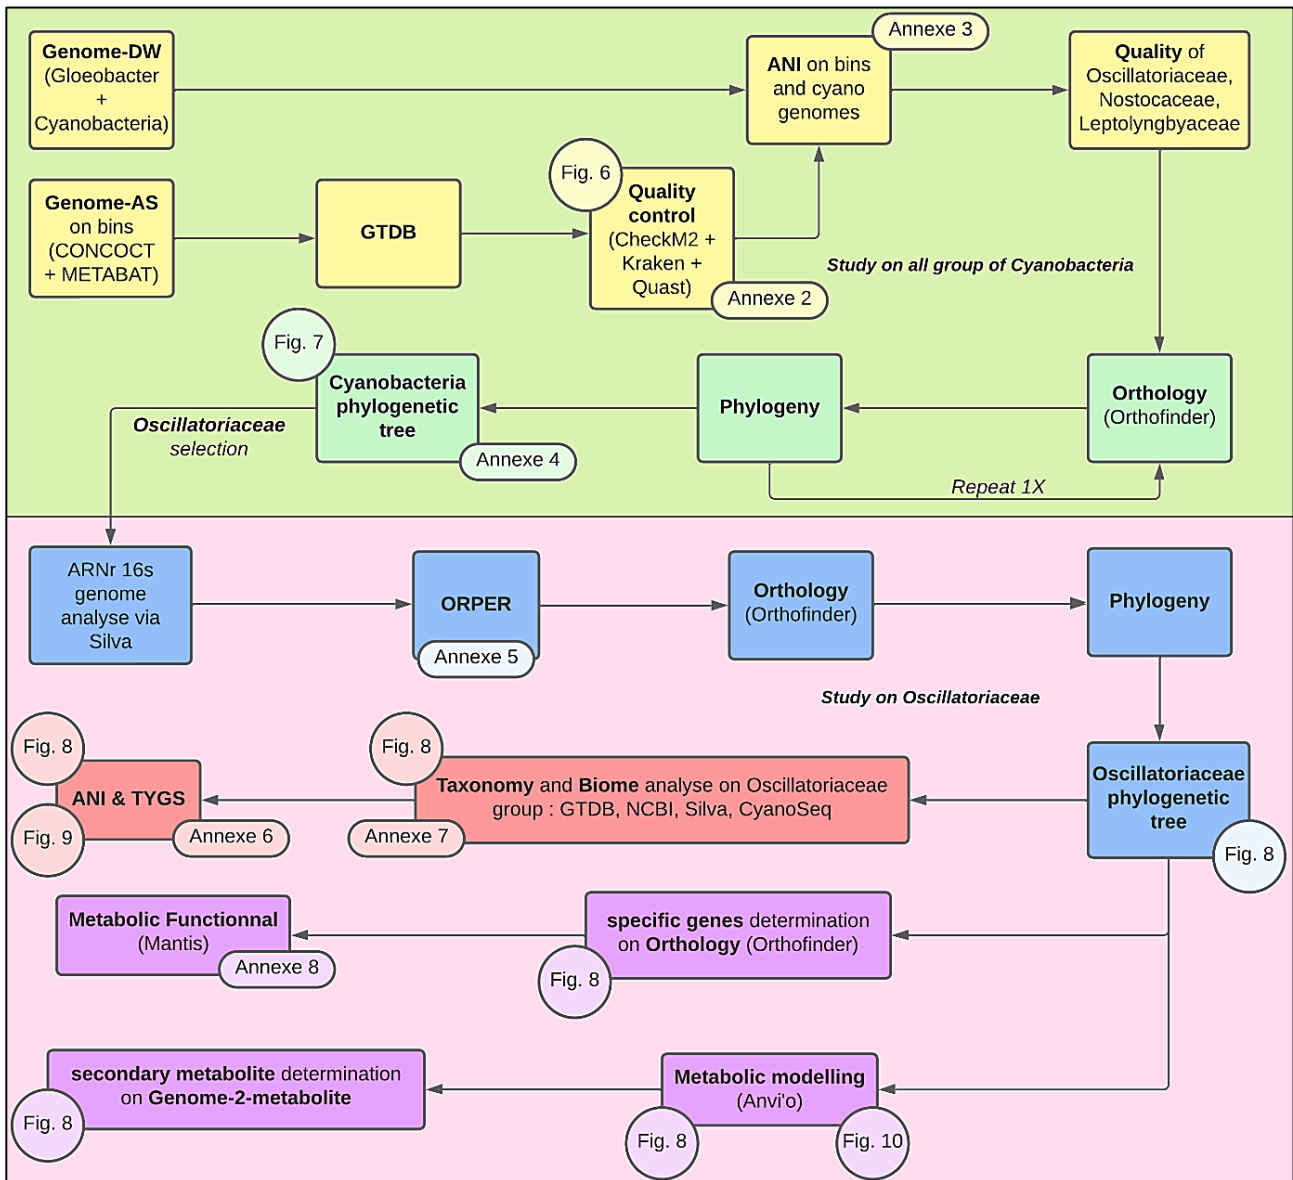 Genome-DW
(Gloeobacter
+
Cyanobacteria)
Annexe 3
ANI on bins
and cyano
genomes
Quality of
Oscillatoriaceae,
Nostocaceae,
Leptolyngbyaceae
Genome-AS
on bins
(CONCOCT
+ METABAT)
GTDB
Fig. 6
Quality
control
(CheckM2 +
Kraken +
Quast)
Annexe 2
Study on all group of Cyanobacteria
Fig. 7
Cyanobacteria
phylogenetic
tree
Annexe 4
Phylogeny
Orthology
(Orthofinder)
Repeat 1X
Oscillatoriaceae
selection
ARNr 16s
genome
analyse via
Silva
ORPER
Annexe 5
Orthology
(Orthofinder)
Phylogeny
Study on Oscillatoriaceae
Fig. 8
ANI & TYGS
Fig. 9
Annexe 6
Fig. 8
Taxonomy and Biome analyse on Oscillatoriaceae
group : GTDB, NCBI, Silva, CyanoSeq
Annexe 7
Oscillatoriaceae
phylogenetic
tree
Fig. 8
Metabolic Functionnal
(Mantis)
Annexe 8
specific genes determination
on Orthology (Orthofinder)
Fig. 8
secondary metabolite determination
on Genome-2-metabolite
Fig. 8
Metabolic modelling
(Anvi'o)
Fig. 8
Fig. 10